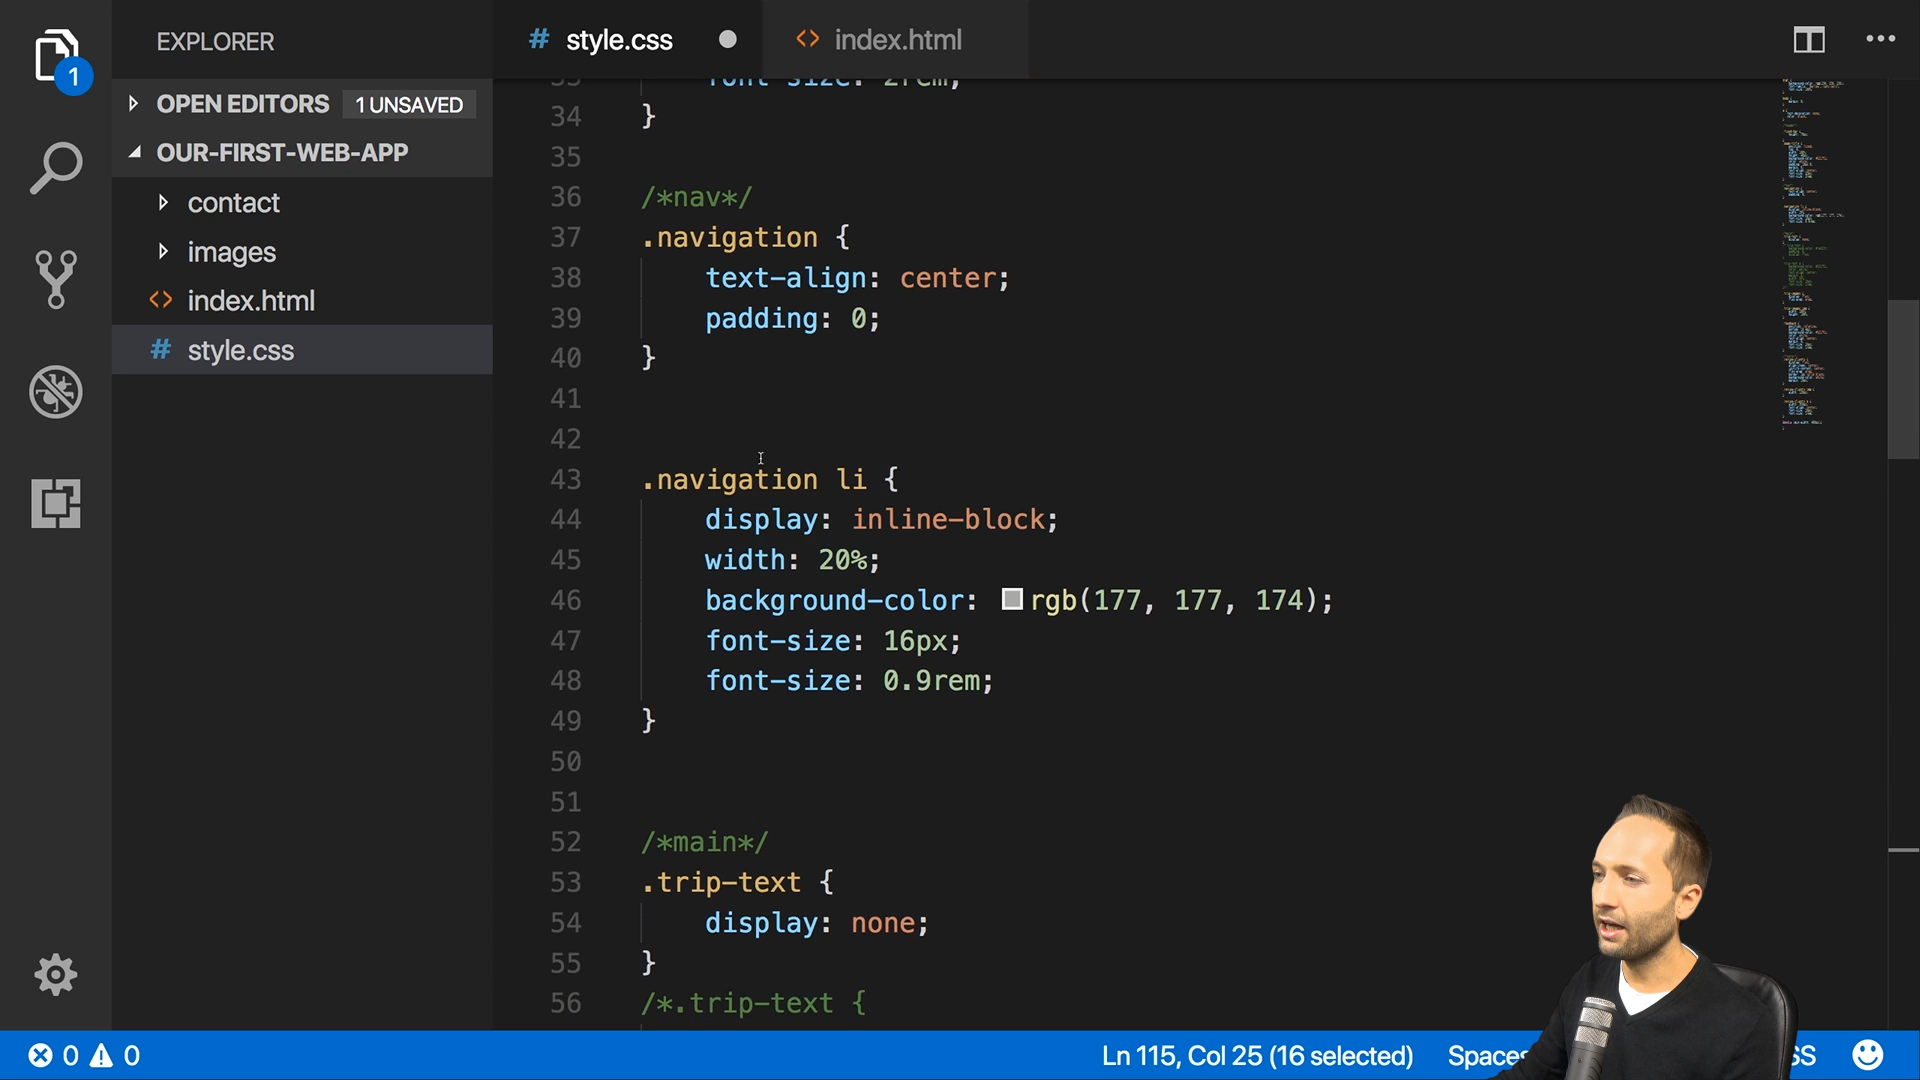 EXPLORER
1
OPEN EDITORS 1 UNSAVED
OUR-FIRST-WEB-APP
contact
images
<> index.html
# style.css
# style.css
<> index.html
34 }
35
36 /*nav*/
37 .navigation {
38 text-align: center;
39 padding: 0;
40 }
41
42
43 .navigation li {
44 display: inline-block;
45 width: 20%;
46 background-color: rgb(177, 177, 174);
47 font-size: 16px;
48 font-size: 0.9rem;
49 }
50
51
52 /*main*/
53 .trip-text {
54 display: none;
55 }
56 /*.trip-text {
0 0 Ln 115, Col 25 (16 selected)